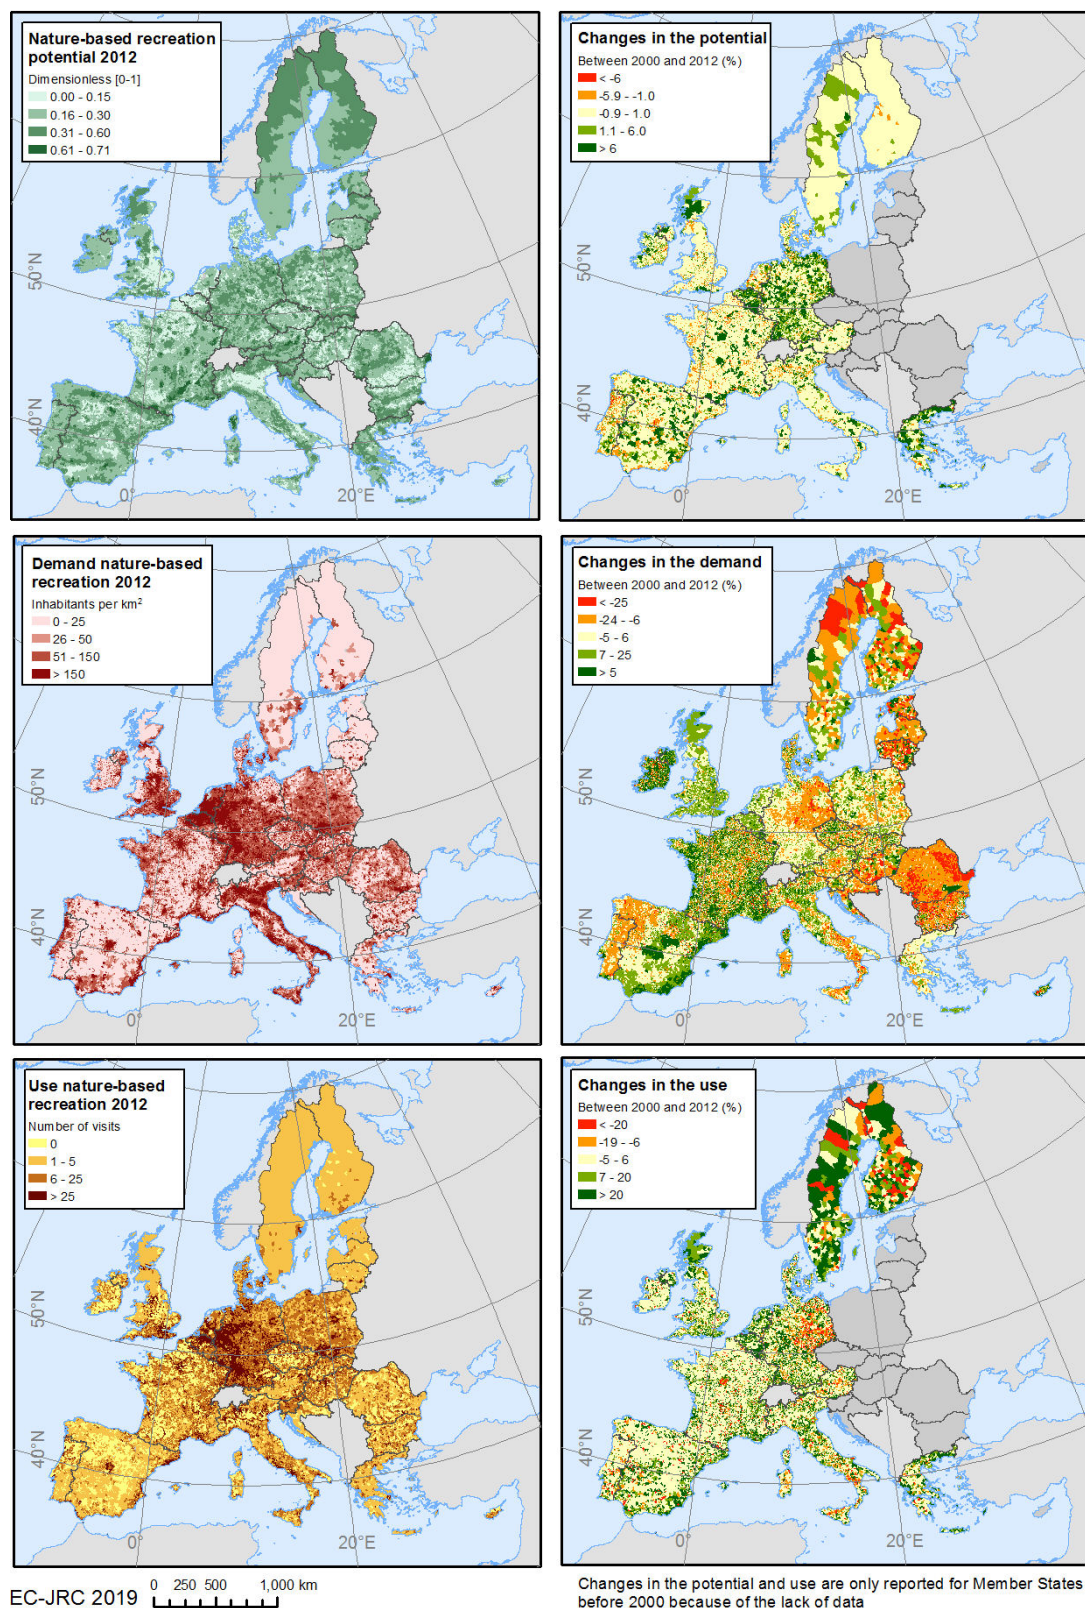 Nature-based recreation
potential 2012
Dimensionless [0-1]
0.00 - 0.15
0.16 - 0.30
0.31 - 0.60
0.61 - 0.71
50°N
40°N
0°
20°E
Changes in the potential
Between 2000 and 2012 (%)
< -6
-5.9 - -1.0
-0.9 - 1.0
1.1 - 6.0
> 6
50°N
40°N
0°
20°E
Demand nature-based
recreation 2012
Inhabitants per km²
0 - 25
26 - 50
51 - 150
> 150
50°N
40°N
0°
20°E
Changes in the demand
Between 2000 and 2012 (%)
< -25
-24 - -6
-5 - 6
7 - 25
> 5
50°N
40°N
0°
20°E
Use nature-based
recreation 2012
Number of visits
0
1 - 5
6 - 25
> 25
50°N
40°N
0°
20°E
Changes in the use
Between 2000 and 2012 (%)
< -20
-19 - -6
-5 - 6
7 - 20
> 20
50°N
40°N
0°
20°E
EC-JRC 2019
0 250 500 1,000 km
Changes in the potential and use are only reported for Member States
before 2000 because of the lack of data